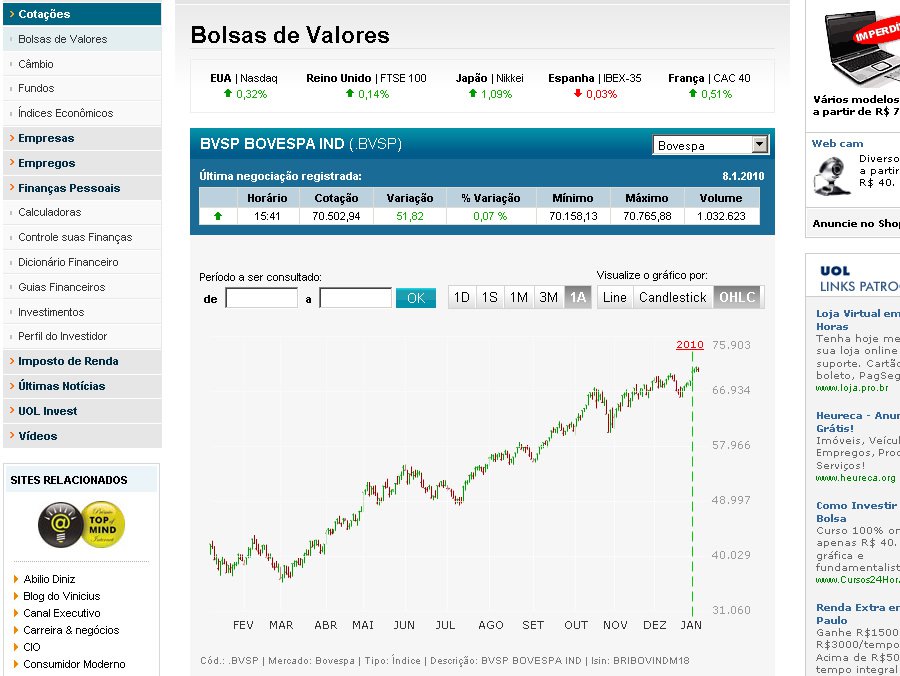 Cotações
Bolsas de Valores
Câmbio
Fundos
Índices Econômicos
Empresas
Empregos
Finanças Pessoais
Calculadoras
Controle suas Finanças
Dicionário Financeiro
Guias Financeiros
Investimentos
Perfil do Investidor
Imposto de Renda
Últimas Notícias
UOL Invest
Vídeos
SITES RELACIONADOS
@ Prêmio TOP of MIND Internet
Abilio Diniz
Blog do Vinicius
Canal Executivo
Carreira & negócios
CIO
Consumidor Moderno
Bolsas de Valores
EUA | Nasdaq Reino Unido | FTSE 100 Japão | Nikkei Espanha | IBEX-35 França | CAC 40
0,32% 0,14% 1,09% 0,03% 0,51%
BVSP BOVESPA IND (.BVSP) Bovespa
Última negociação registrada: 8.1.2010
Horário Cotação Variação % Variação Mínimo Máximo Volume
15:41 70.502,94 51,82 0,07 % 70.158,13 70.765,88 1.032.623
Período a ser consultado: Visualize o gráfico por:
de a OK 1D 1S 1M 3M 1A Line Candlestick OHLC
2010 75.903
66.934
57.966
48.997
40.029
31.060
FEV MAR ABR MAI JUN JUL AGO SET OUT NOV DEZ JAN
Cód.: .BVSP | Mercado: Bovespa | Tipo: Índice | Descrição: BVSP BOVESPA IND | Isin: BRIBOVINDM18
IMPERDÍ
Vários modelos
a partir de R$ 7
Web cam
Diverso
a partir
R$ 40.
Anuncie no Shop
UOL
LINKS PATRO
Loja Virtual em
Horas
Tenha hoje me
sua loja online
suporte. Cartão
boleto, PagSeg
www.loja.pro.br
Heureca - Anun
Grátis!
Imóveis, Veícul
Empregos, Prod
Serviços!
www.heureca.org
Como Investir
Bolsa
Curso 100% on
apenas R$ 40.
gráfica e
fundamentalist
www.Cursos24Hor
Renda Extra em
Paulo
Ganhe R$1500
R$3000/tempo
Acima de R$50
tempo integral